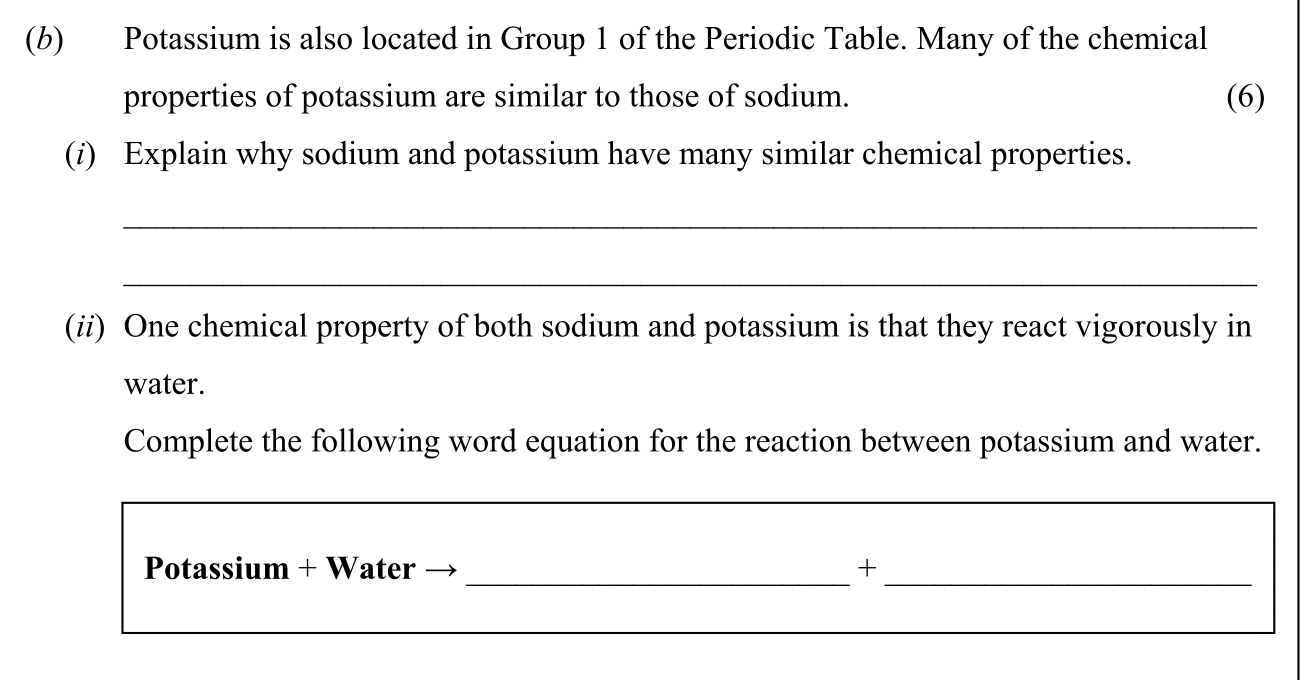 (b) Potassium is also located in Group 1 of the Periodic Table. Many of the chemical
properties of potassium are similar to those of sodium. (6)
(i) Explain why sodium and potassium have many similar chemical properties.
(ii) One chemical property of both sodium and potassium is that they react vigorously in
water.
Complete the following word equation for the reaction between potassium and water.
Potassium + Water → ____________________ + ____________________